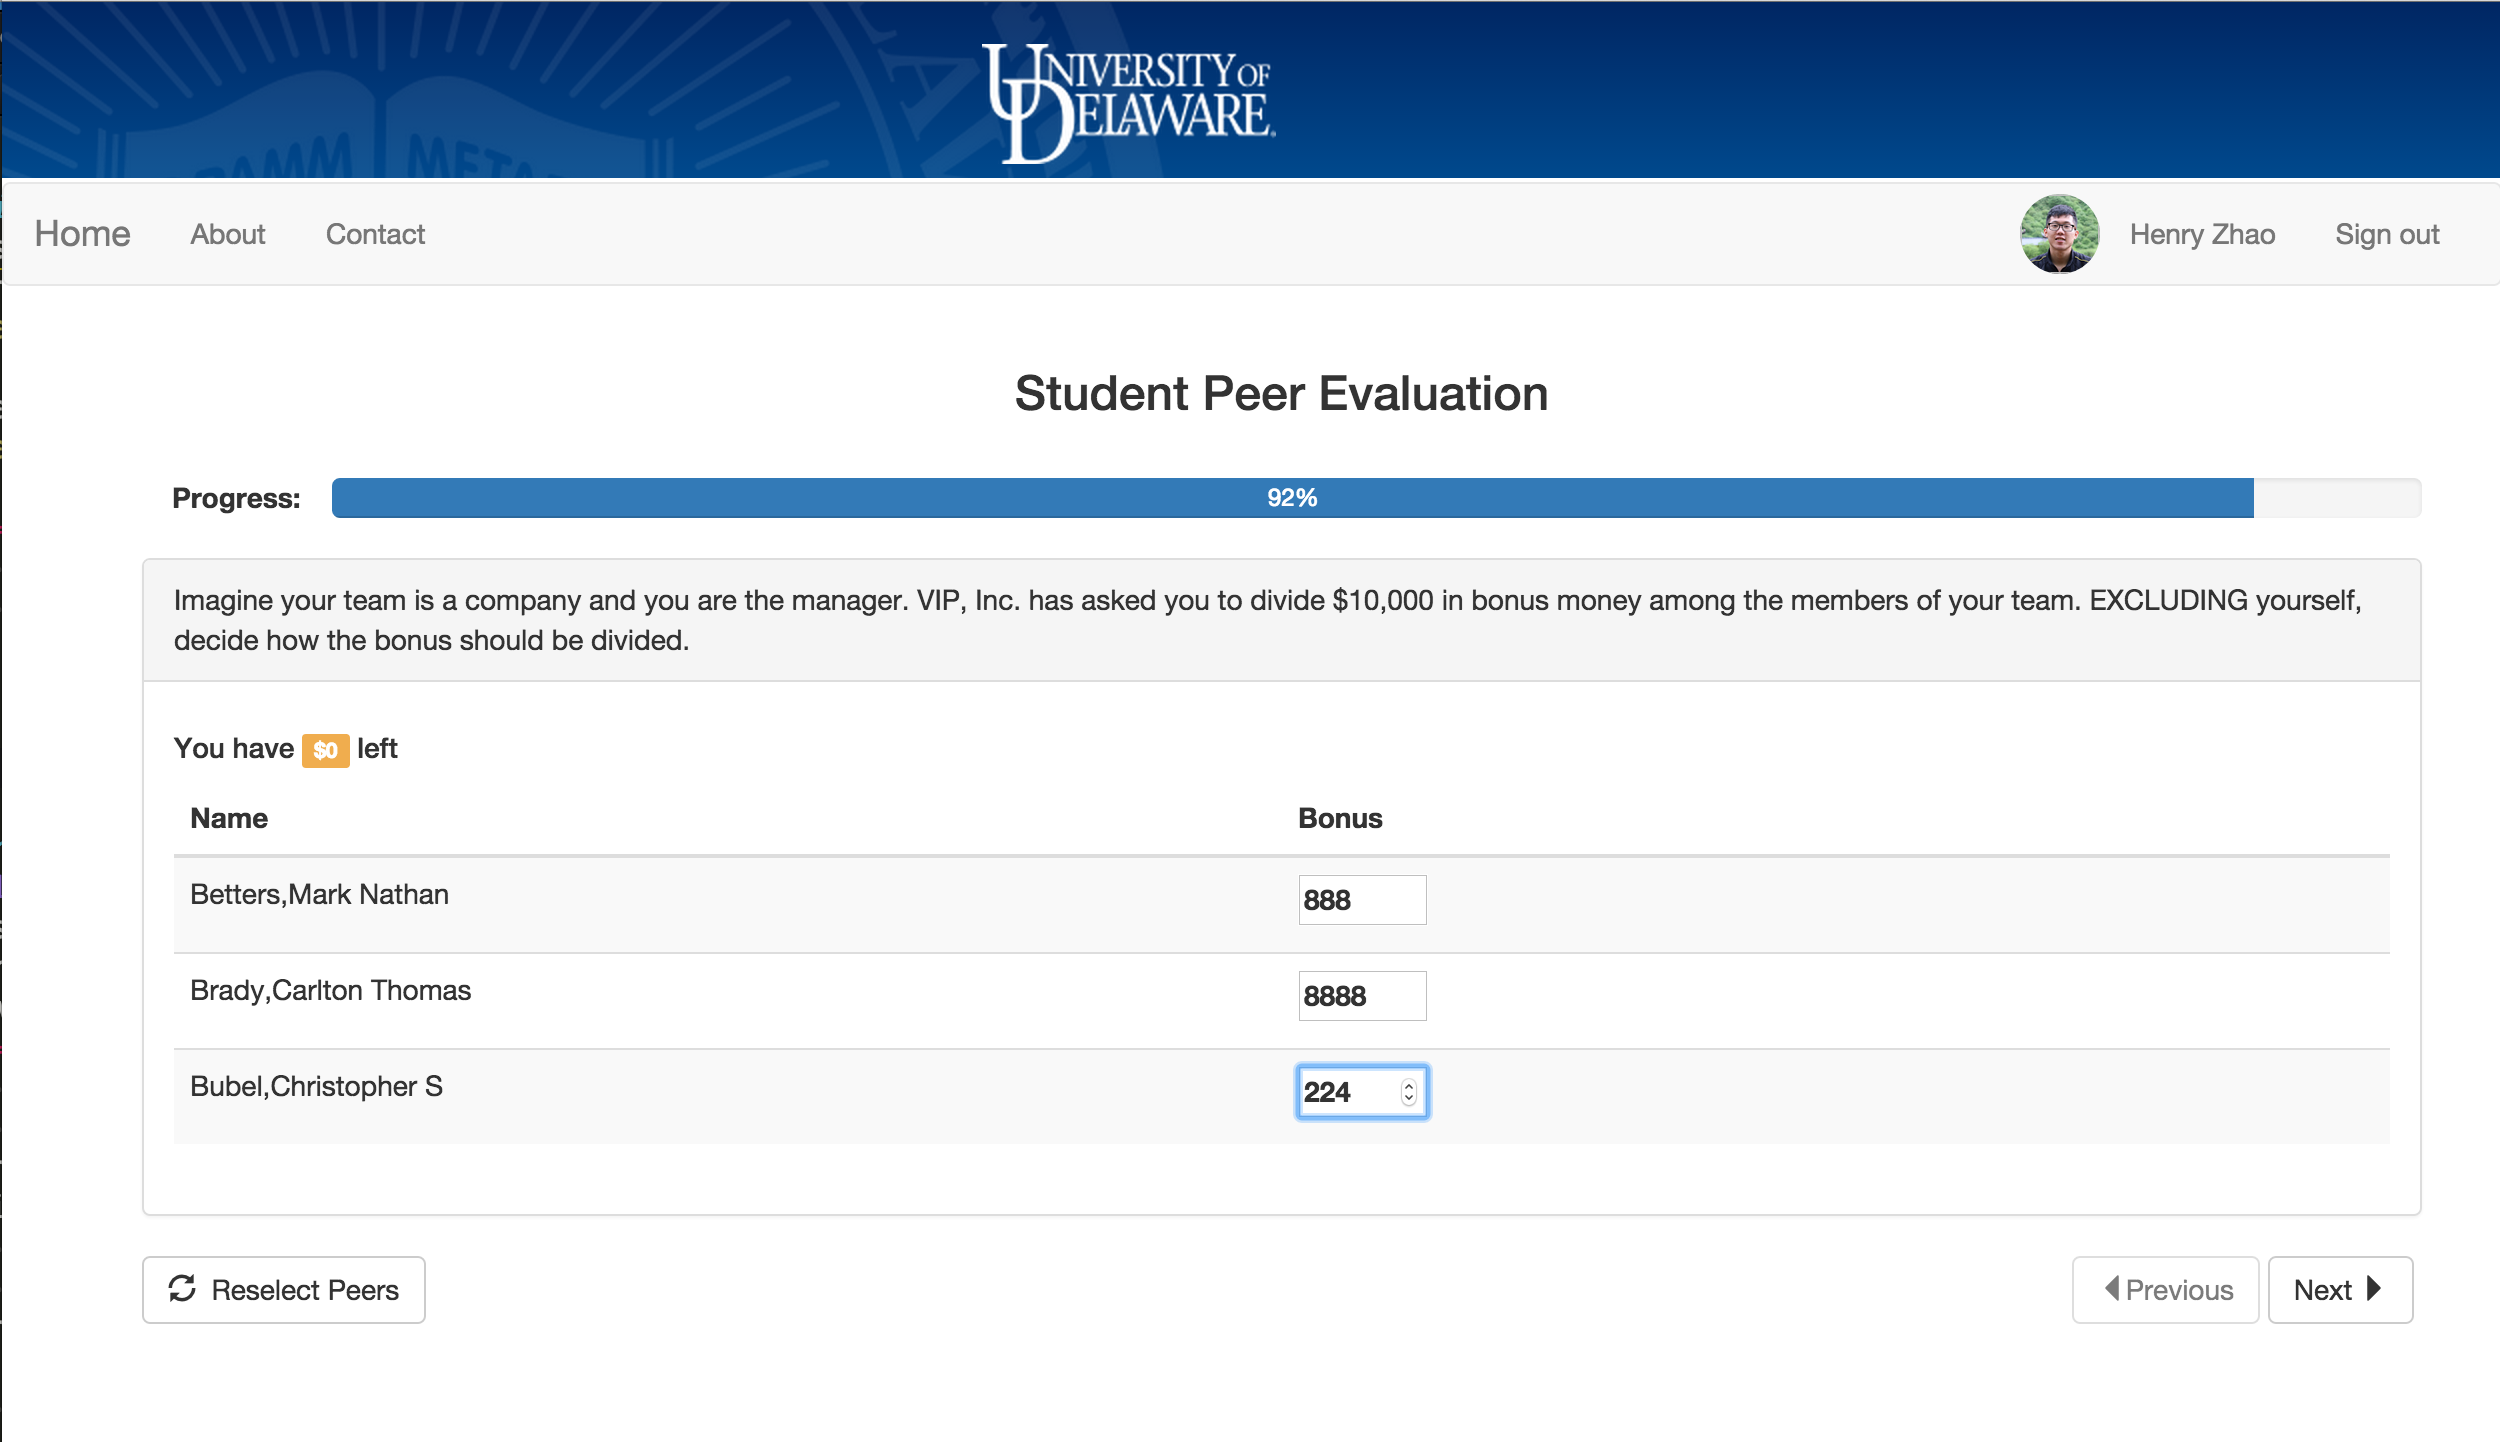 UNIVERSITY OF
DELAWARE.
Home About Contact Henry Zhao Sign out
Student Peer Evaluation
Progress: 92%
Imagine your team is a company and you are the manager. VIP, Inc. has asked you to divide $10,000 in bonus money among the members of your team. EXCLUDING yourself,
decide how the bonus should be divided.
You have $0 left
Name Bonus
Betters,Mark Nathan 888
Brady,Carlton Thomas 8888
Bubel,Christopher S 224
Reselect Peers Previous Next